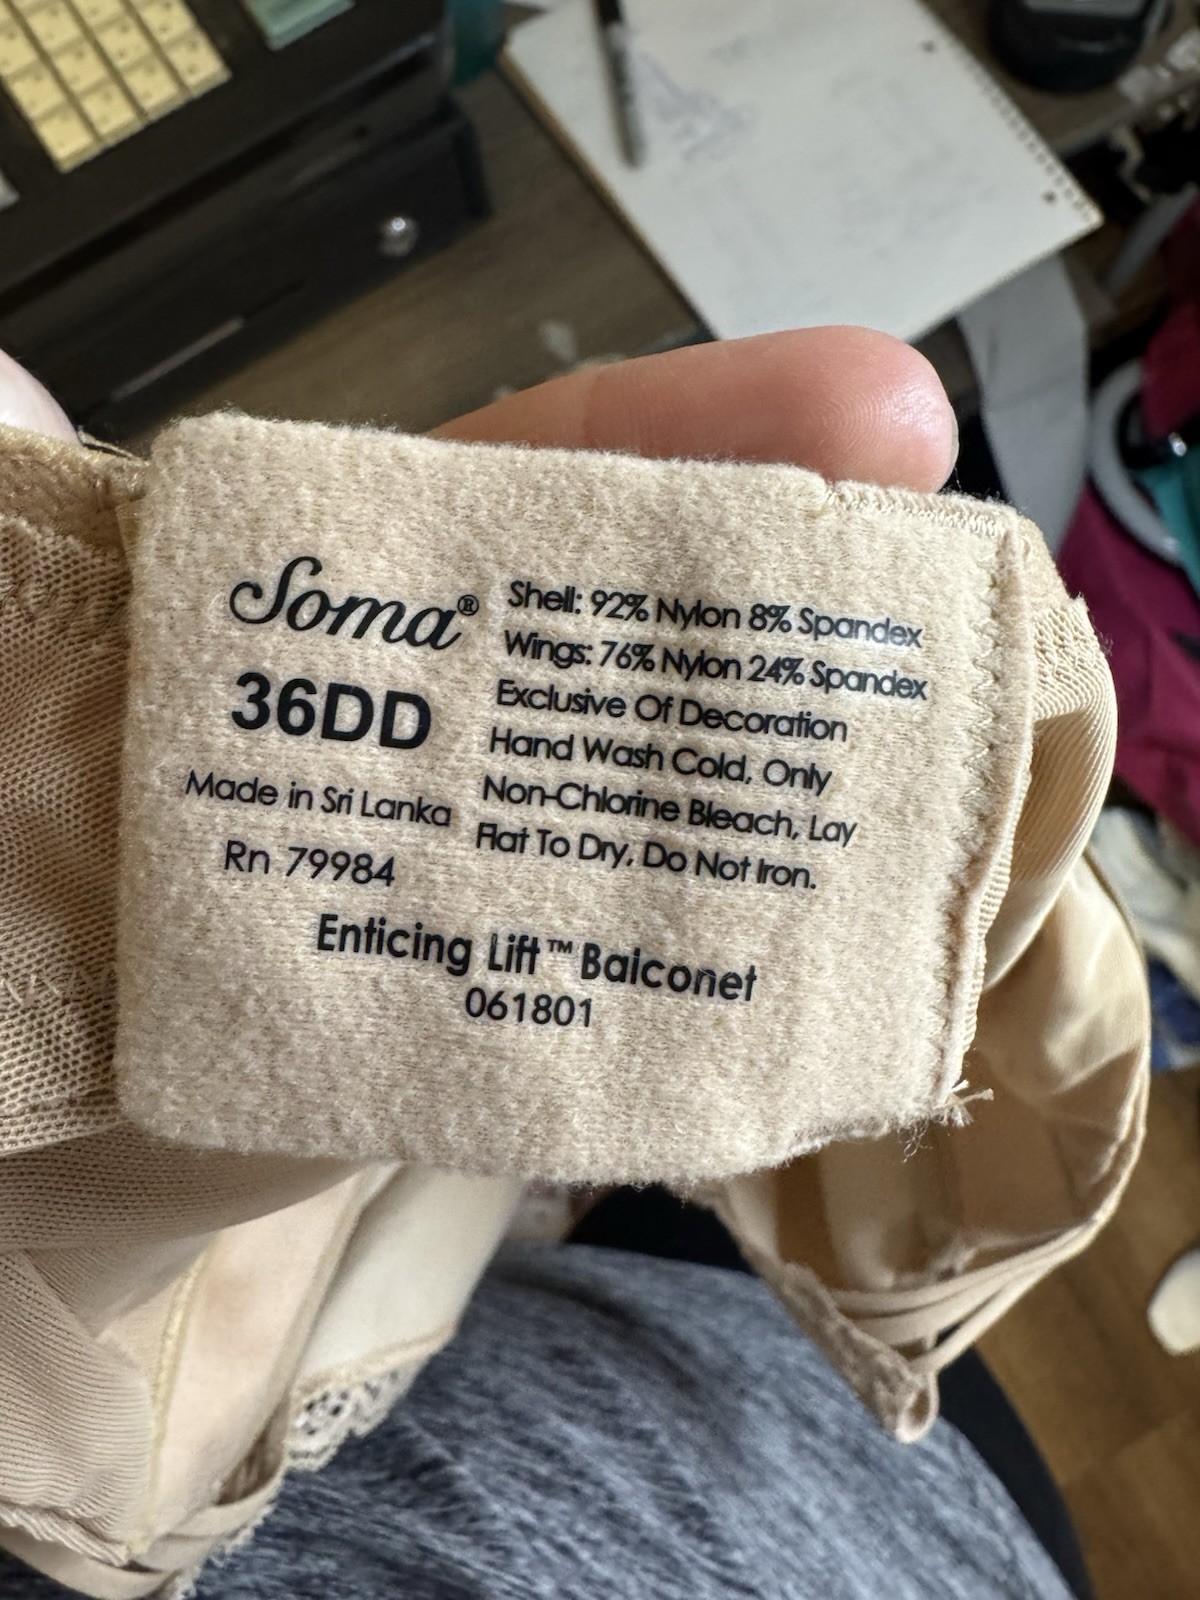 Soma®
36DD
Made in Sri Lanka
Rn 79984
Shell: 92% Nylon 8% Spandex
Wings: 76% Nylon 24% Spandex
Exclusive Of Decoration
Hand Wash Cold, Only
Non-Chlorine Bleach, Lay
Flat To Dry, Do Not Iron.
Enticing Lift™ Balconet
061801